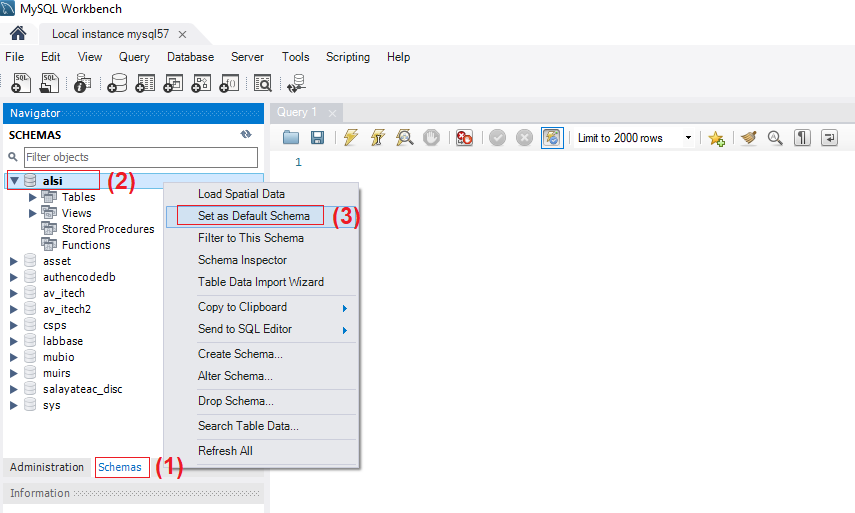 MySQL Workbench
Local instance mysql57
File Edit View Query Database Server Tools Scripting Help
Navigator
Query 1
SCHEMAS
Limit to 2000 rows
Filter objects
1
alsi (2)
Tables
Views
Stored Procedures
Functions
asset
authencodedb
av_itech
av_itech2
csps
labbase
mubio
muirs
salayateac_disc
sys
Load Spatial Data
Set as Default Schema (3)
Filter to This Schema
Schema Inspector
Table Data Import Wizard
Copy to Clipboard
Send to SQL Editor
Create Schema...
Alter Schema...
Drop Schema...
Search Table Data...
Refresh All
Administration Schemas (1)
Information